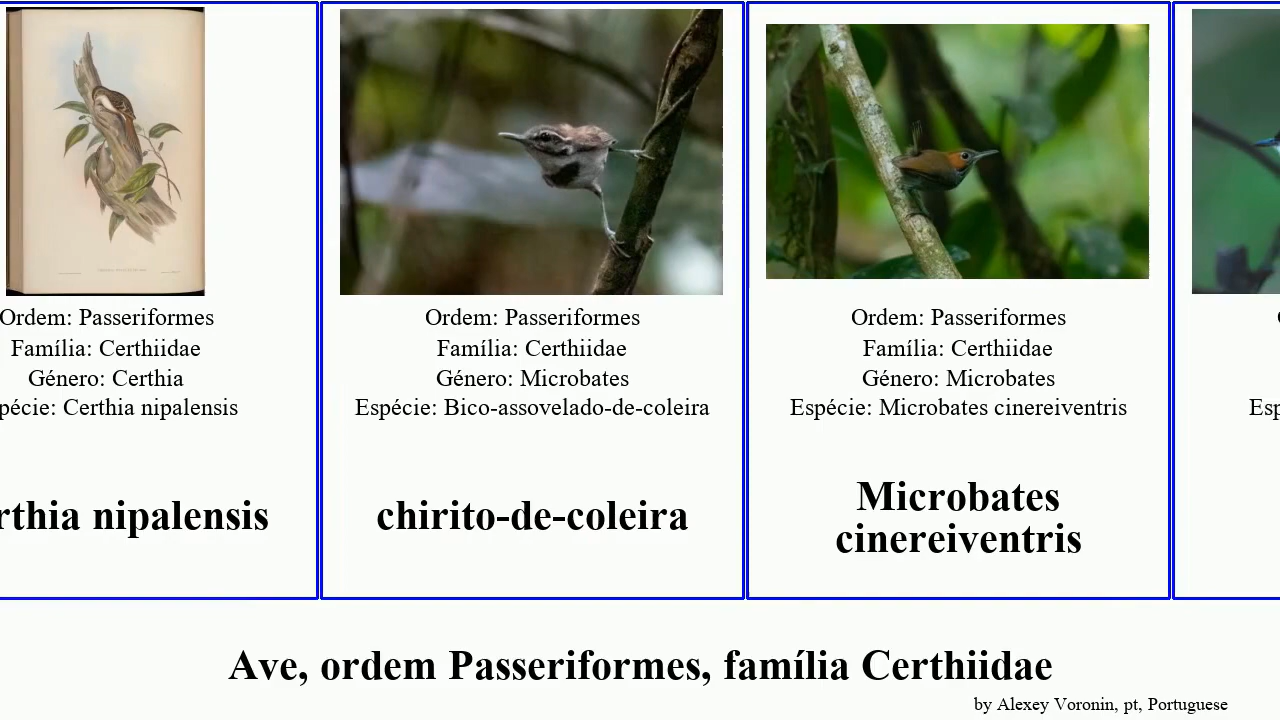 Ordem: Passeriformes
Família: Certhiidae
Género: Certhia
pécie: Certhia nipalensis
rthia nipalensis
Ordem: Passeriformes
Família: Certhiidae
Género: Microbates
Espécie: Bico-assovelado-de-coleira
chirito-de-coleira
Ordem: Passeriformes
Família: Certhiidae
Género: Microbates
Espécie: Microbates cinereiventris
Microbates
cinereiventris
Esp
Ave, ordem Passeriformes, família Certhiidae
by Alexey Voronin, pt, Portuguese